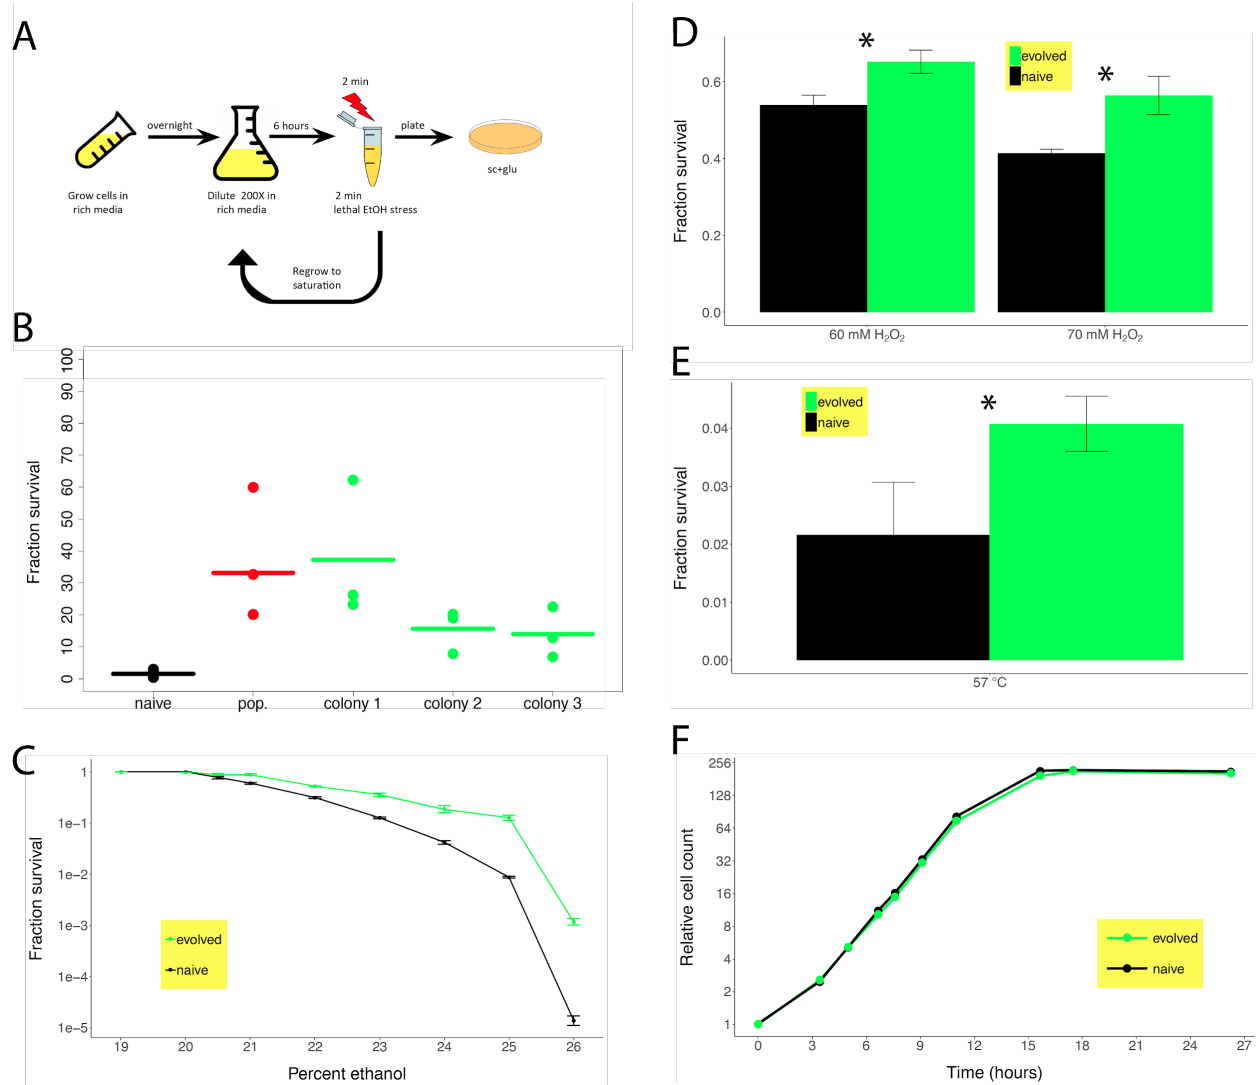 A
2 min
overnight
6 hours
plate
sc+glu
Grow cells in
rich media
Dilute 200X in
rich media
2 min
lethal EtOH stress
Regrow to
saturation
B
Fraction survival
100
90
80
70
60
50
40
30
20
10
0
naive pop. colony 1 colony 2 colony 3
C
Fraction survival
1
1e−1
1e−2
1e−3
1e−4
1e−5
evolved
naive
19 20 21 22 23 24 25 26
Percent ethanol
D
Fraction survival
0.6
0.4
0.2
0.0
*
*
evolved
naive
60 mM H₂O₂ 70 mM H₂O₂
E
Fraction survival
0.04
0.03
0.02
0.01
0.00
evolved
naive
*
57 °C
F
Relative cell count
256
128
64
32
16
8
4
2
1
evolved
naive
0 3 6 9 12 15 18 21 24 27
Time (hours)